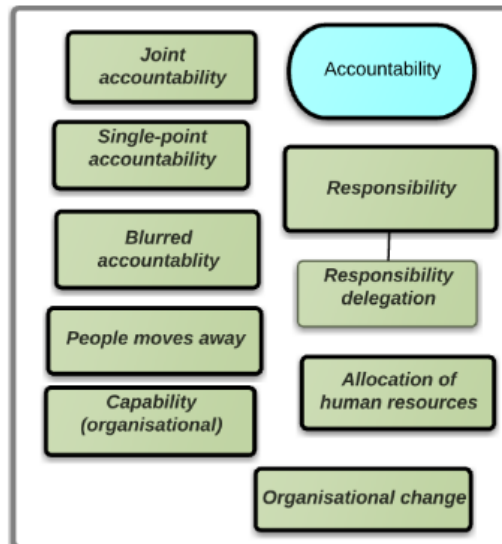 Joint
accountability
Accountability
Single-point
accountability
Responsibility
Blurred
accountablity
Responsibility
delegation
People moves away
Allocation of
human resources
Capability
(organisational)
Organisational change